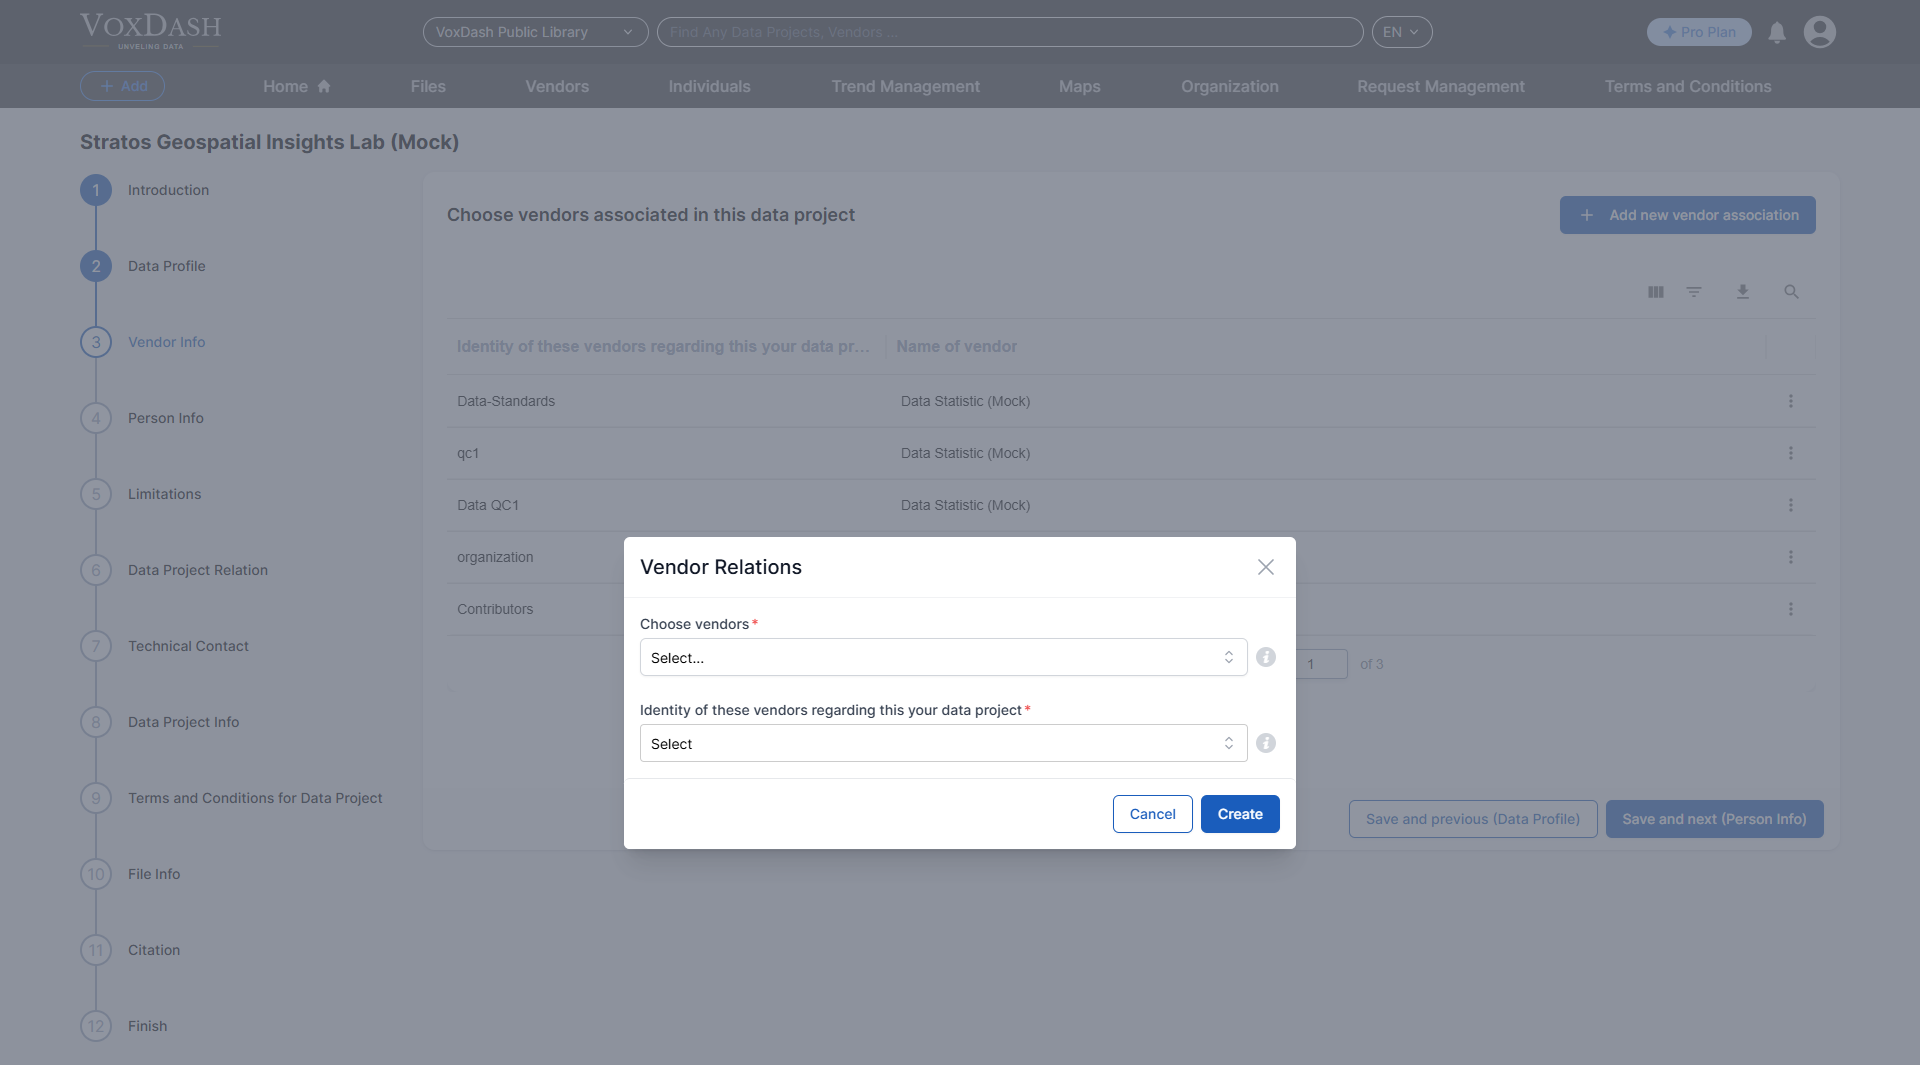 VOXDASH
UNVELING DATA
VoxDash Public Library
Find Any Data Projects, Vendors ...
EN
Pro Plan
Add
Home
Files
Vendors
Individuals
Trend Management
Maps
Organization
Request Management
Terms and Conditions
Stratos Geospatial Insights Lab (Mock)
1 Introduction
2 Data Profile
3 Vendor Info
4 Person Info
5 Limitations
6 Data Project Relation
7 Technical Contact
8 Data Project Info
9 Terms and Conditions for Data Project
10 File Info
11 Citation
12 Finish
Choose vendors associated in this data project
+ Add new vendor association
Identity of these vendors regarding this your data pr... Name of vendor
Data-Standards Data Statistic (Mock)
qc1 Data Statistic (Mock)
Data QC1 Data Statistic (Mock)
organization
Contributors
1 of 3
Vendor Relations
Choose vendors*
Select...
Identity of these vendors regarding this your data project*
Select
Cancel
Create
Save and previous (Data Profile)
Save and next (Person Info)